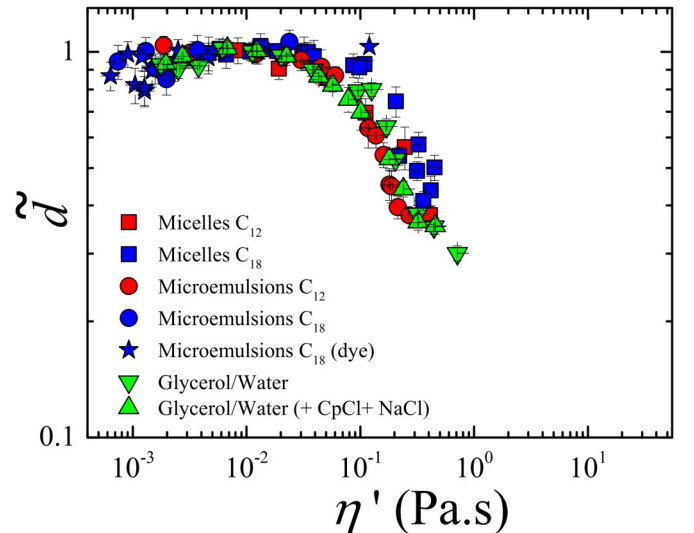 1
d̃
Micelles C₁₂
Micelles C₁₈
Microemulsions C₁₂
Microemulsions C₁₈
Microemulsions C₁₈ (dye)
Glycerol/Water
Glycerol/Water (+ CpCl+ NaCl)
0.1
10⁻³ 10⁻² 10⁻¹ 10⁰ 10¹
η' (Pa.s)